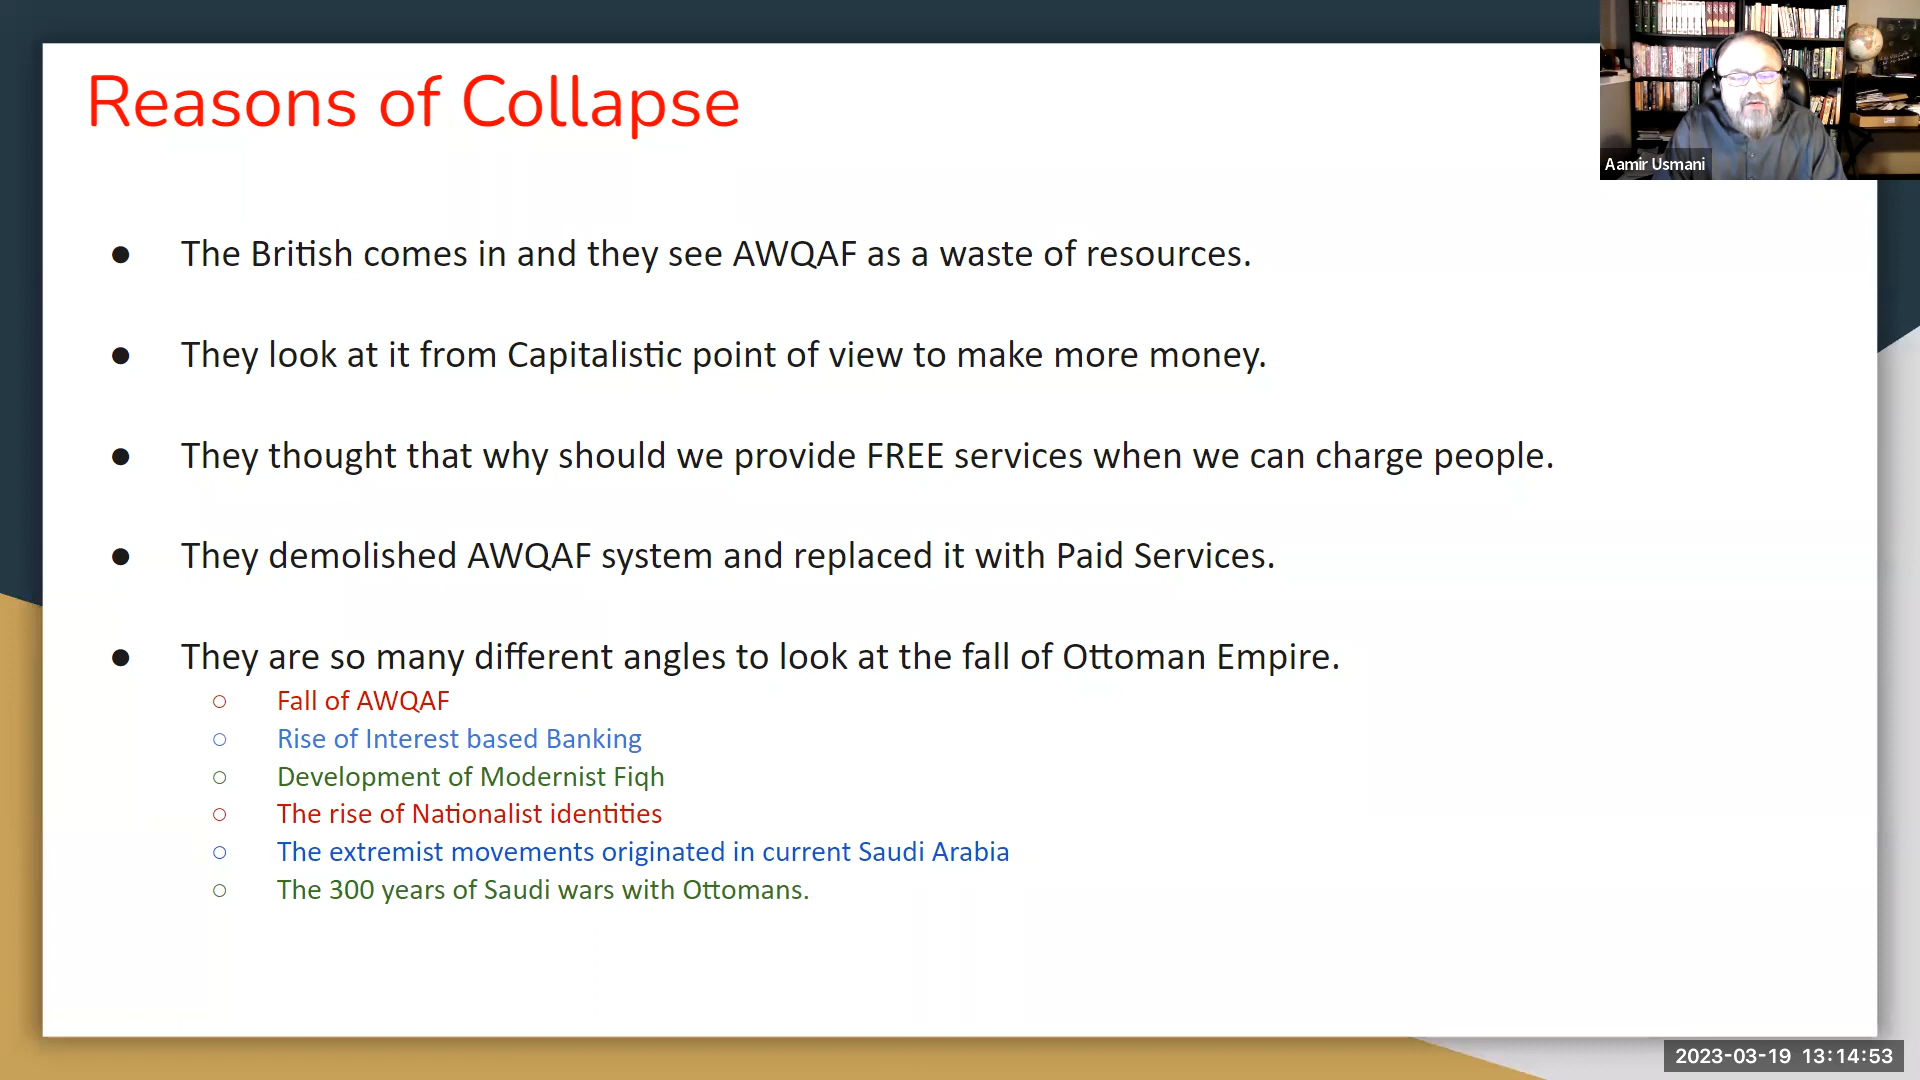 Reasons of Collapse
Aamir Usmani
● The British comes in and they see AWQAF as a waste of resources.
● They look at it from Capitalistic point of view to make more money.
● They thought that why should we provide FREE services when we can charge people.
● They demolished AWQAF system and replaced it with Paid Services.
● They are so many different angles to look at the fall of Ottoman Empire.
○ Fall of AWQAF
○ Rise of Interest based Banking
○ Development of Modernist Fiqh
○ The rise of Nationalist identities
○ The extremist movements originated in current Saudi Arabia
○ The 300 years of Saudi wars with Ottomans.
2023-03-19 13:14:53